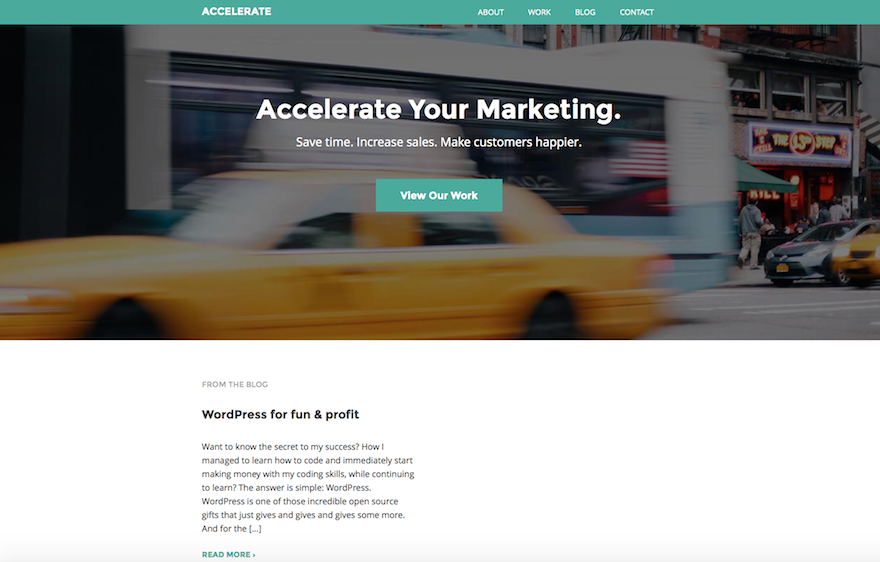 ACCELERATE
ABOUT WORK BLOG CONTACT
Accelerate Your Marketing.
Save time. Increase sales. Make customers happier.
THE 13TH STEP
View Our Work
FROM THE BLOG
WordPress for fun & profit
Want to know the secret to my success? How I
managed to learn how to code and immediately start
making money with my coding skills, while continuing
to learn? The answer is simple: WordPress.
WordPress is one of those incredible open source
gifts that just gives and gives and gives some more.
And for the [...]
READ MORE ›